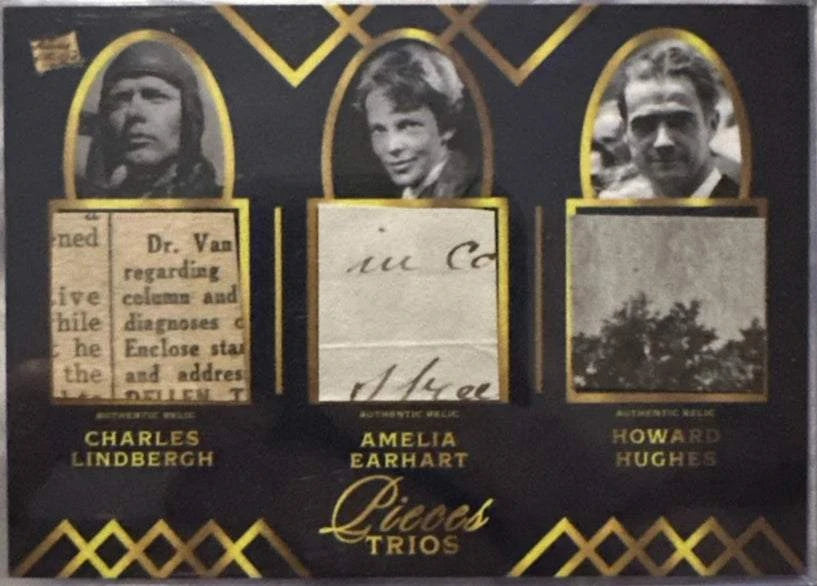 a
ned
.ive
hile
he
the
Dr. Van
regarding
column and
diagnoses
Enclose
and addres
DELLEN T
in Co
AUTHENTIC RELIC
AUTHENTIC RELIC
AUTHENTIC RELIC
CHARLES
LINDBERGH
AMELIA
EARHART
HOWARD
HUGHES
Pieces
TRIOS